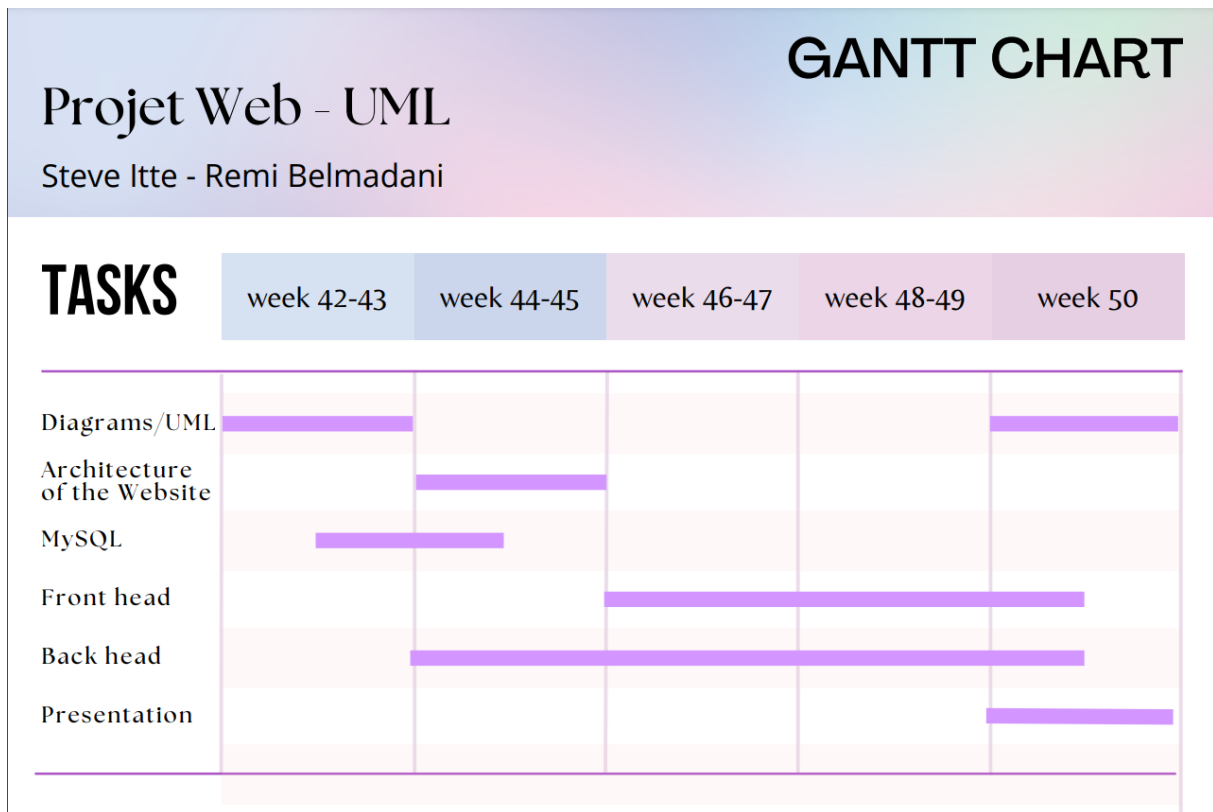 GANTT CHART
Projet Web - UML
Steve Itte - Remi Belmadani
TASKS
week 42-43
week 44-45
week 46-47
week 48-49
week 50
Diagrams/UML
Architecture
of the Website
MySQL
Front head
Back head
Presentation